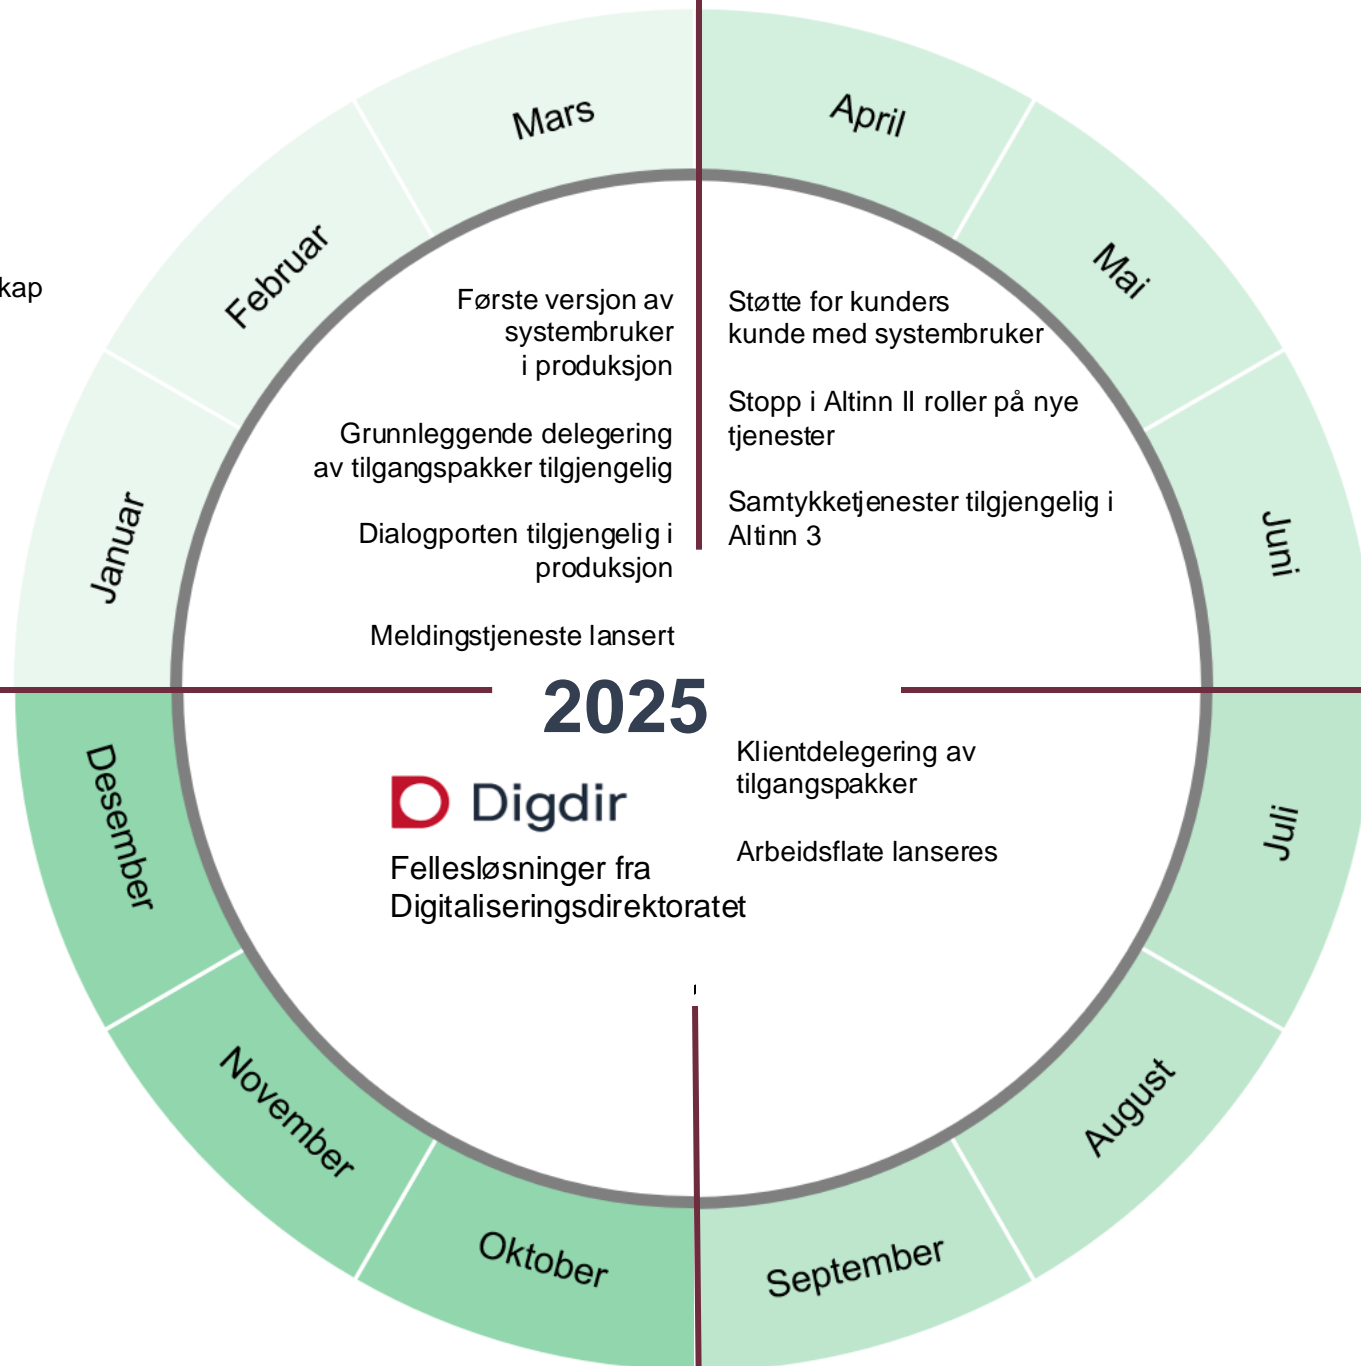 Mars
April
Februar
Mai
Januar
Juni
kap
Første versjon av
systembruker
i produksjon
Grunnleggende delegering
av tilgangspakker tilgjengelig
Dialogporten tilgjengelig i
produksjon
Meldingstjeneste lansert
Støtte for kunders
kunde med systembruker
Stopp i Altinn II roller på nye
tjenester
Samtykketjenester tilgjengelig i
Altinn 3
2025
Digdir
Fellesløsninger fra
Digitaliseringsdirektoratet
Klientdelegering av
tilgangspakker
Arbeidsflate lanseres
Desember
Juli
November
August
Oktober
September